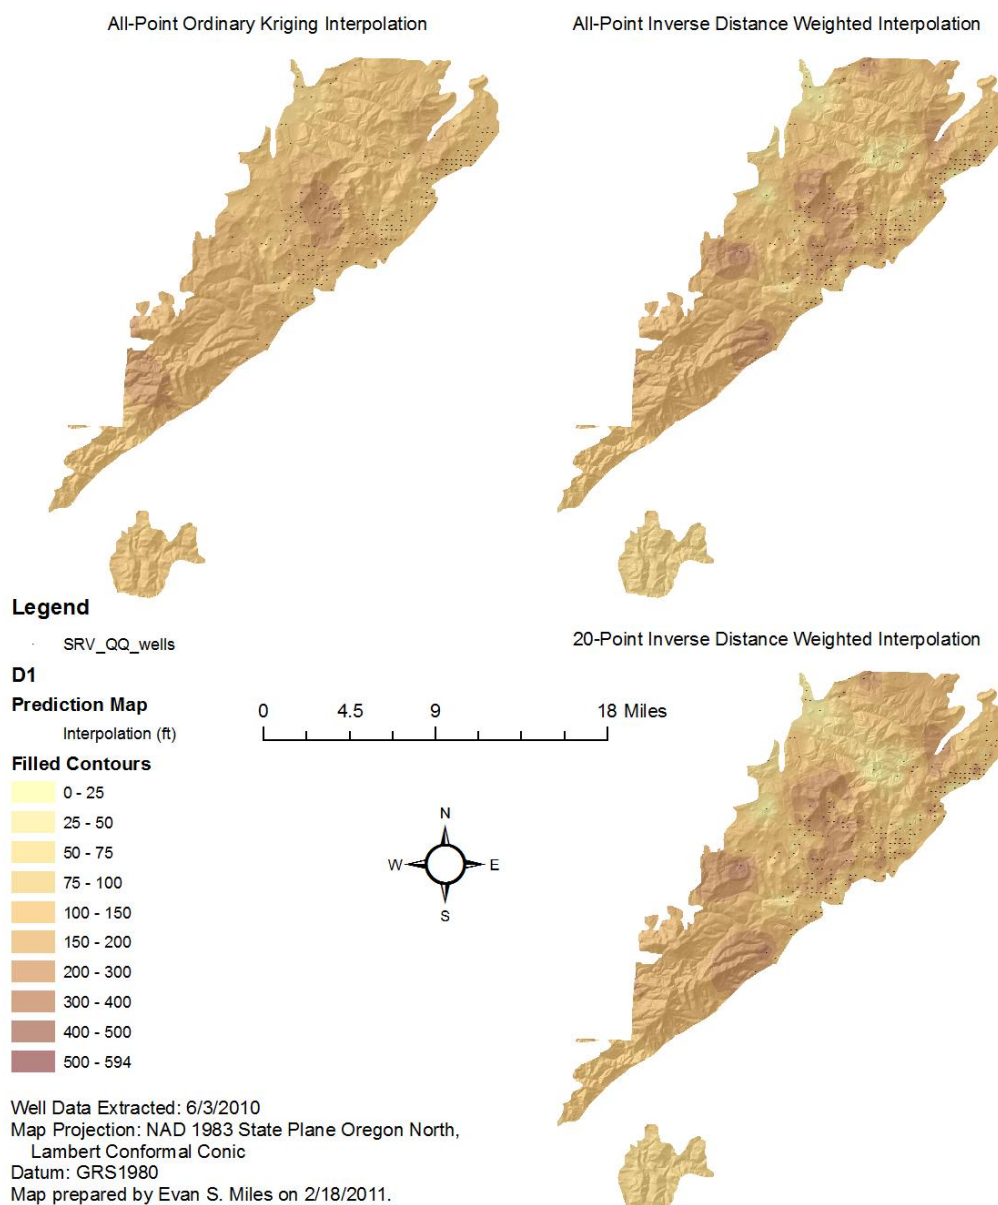 All-Point Ordinary Kriging Interpolation
All-Point Inverse Distance Weighted Interpolation
Legend
SRV_QQ_wells
20-Point Inverse Distance Weighted Interpolation
D1
Prediction Map
Interpolation (ft)
0 4.5 9 18 Miles
Filled Contours
0 - 25
25 - 50
50 - 75
75 - 100
100 - 150
150 - 200
200 - 300
300 - 400
400 - 500
500 - 594
N
W E
S
Well Data Extracted: 6/3/2010
Map Projection: NAD 1983 State Plane Oregon North,
Lambert Conformal Conic
Datum: GRS1980
Map prepared by Evan S. Miles on 2/18/2011.